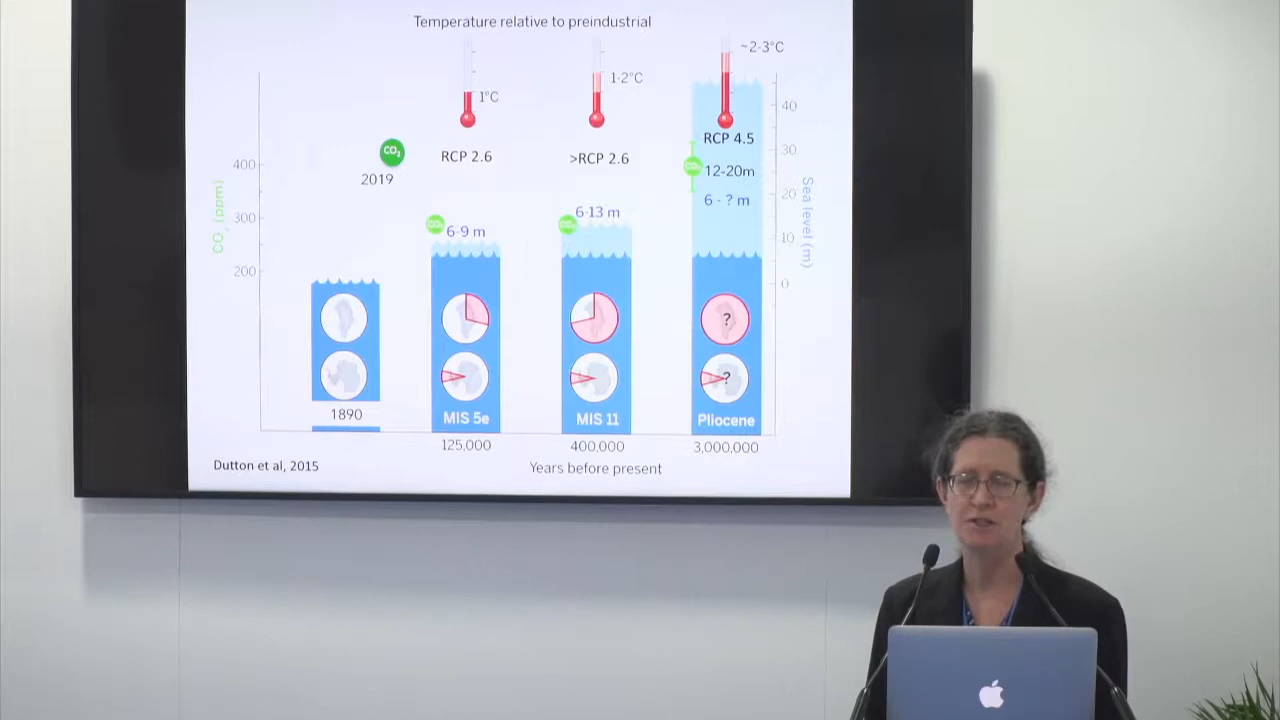 Temperature relative to preindustrial
~2-3°C
1-2°C
1°C
40
RCP 4.5
CO₂
30
RCP 2.6
>RCP 2.6
400
CO₂
12-20m
2019
20
6 - ? m
6-13 m
300
6-9 m
10
CO₂ (ppm)
Sea level (m)
200
0
?
?
1890
MIS 5e
MIS 11
Pliocene
125,000
400,000
3,000,000
Dutton et al, 2015
Years before present